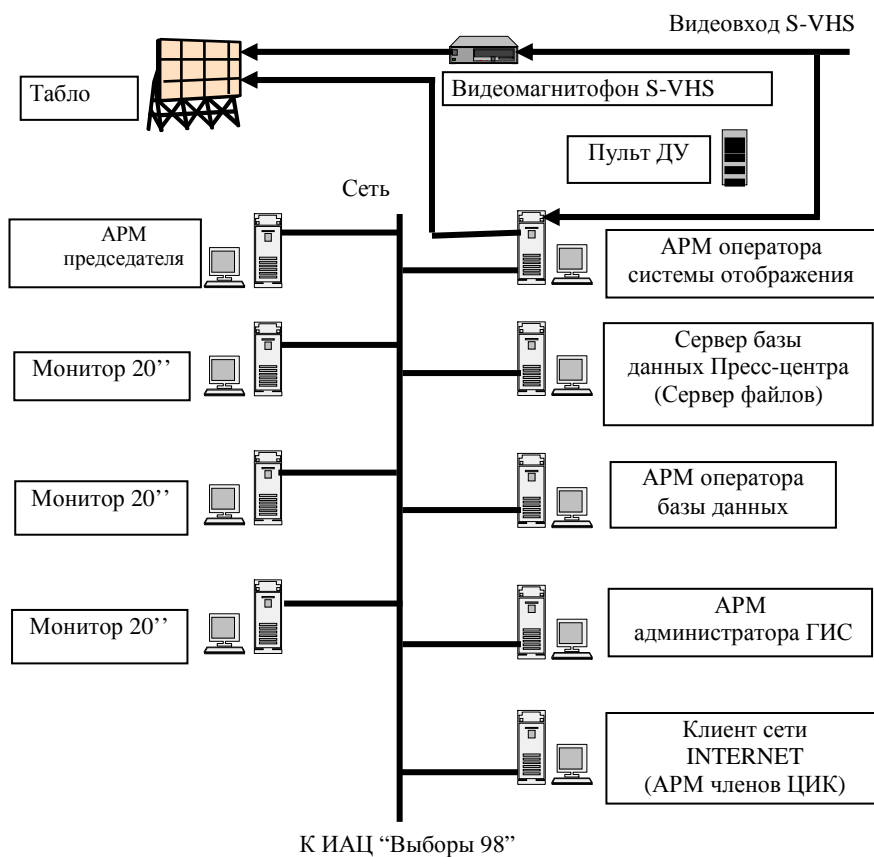 Видеовход S-VHS
Табло
Видеомагнитофон S-VHS
Пульт ДУ
Сеть
АРМ
председателя
АРМ оператора
системы отображения
Монитор 20’’
Сервер базы
данных Пресс-центра
(Сервер файлов)
Монитор 20’’
АРМ оператора
базы данных
Монитор 20’’
АРМ
администратора ГИС
Клиент сети
INTERNET
(АРМ членов ЦИК)
К ИАЦ “Выборы 98”